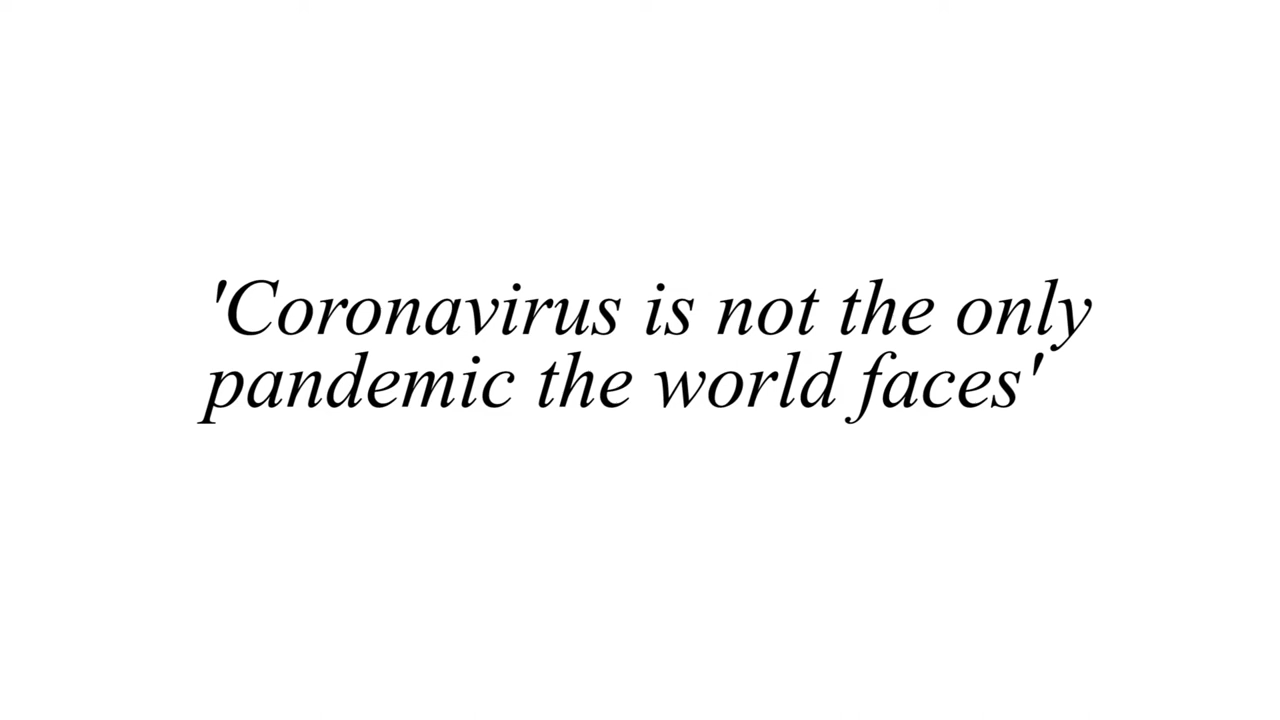 'Coronavirus is not the only
pandemic the world faces'